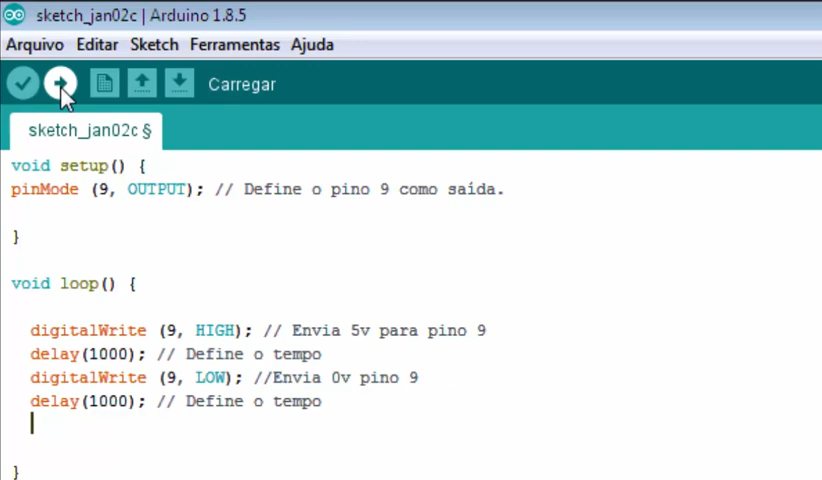 sketch_jan02c | Arduino 1.8.5
Arquivo Editar Sketch Ferramentas Ajuda
Carregar
sketch_jan02c §
void setup() {
pinMode (9, OUTPUT); // Define o pino 9 como saída.
}
void loop() {
digitalWrite (9, HIGH); // Envia 5v para pino 9
delay(1000); // Define o tempo
digitalWrite (9, LOW); //Envia 0v pino 9
delay(1000); // Define o tempo
}